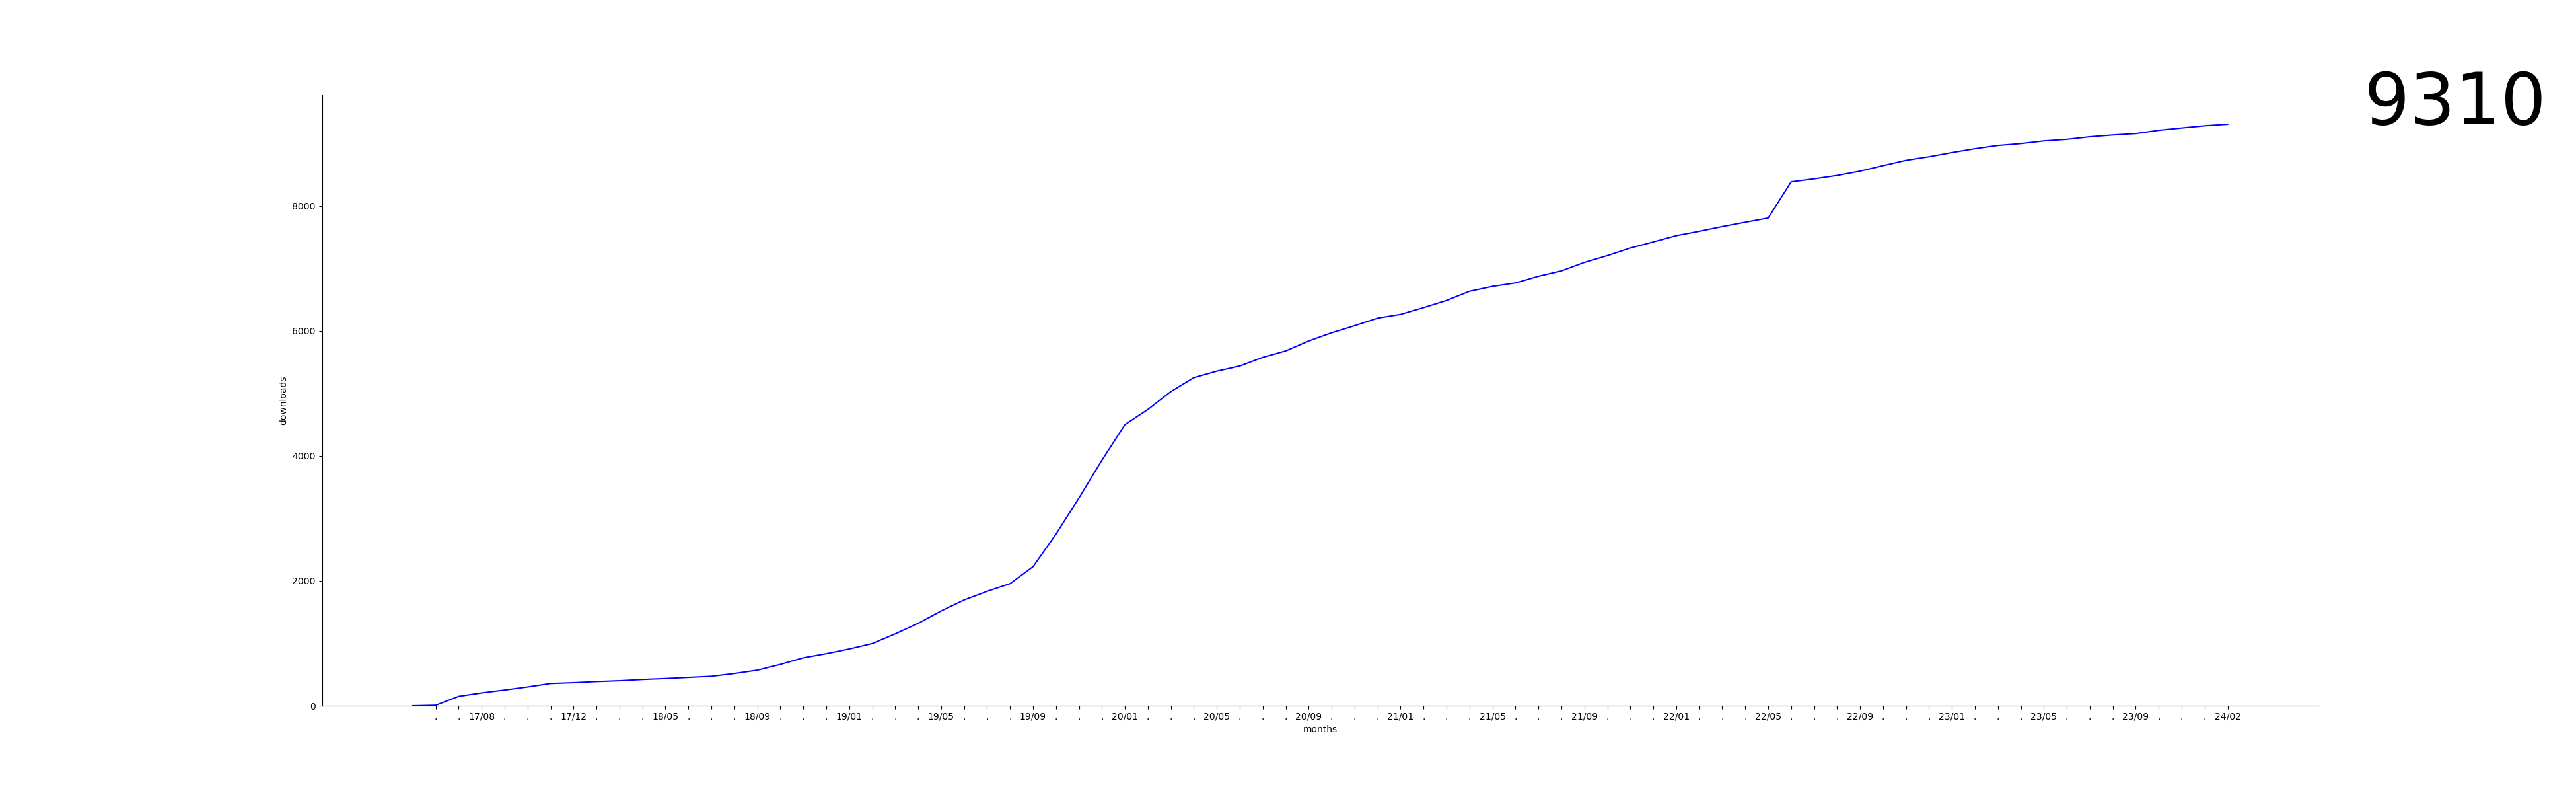 9310
8000
6000
4000
2000
0
downloads
. . 17/08 . . . 17/12 . . . 18/05 . . . 18/09 . . . 19/01 . . . 19/05 . . . 19/09 . . . 20/01 . . . 20/05 . . . 20/09 . . . 21/01 . . . 21/05 . . . 21/09 . . . 22/01 . . . 22/05 . . . 22/09 . . . 23/01 . . . 23/05 . . . 23/09 . . . 24/02
months